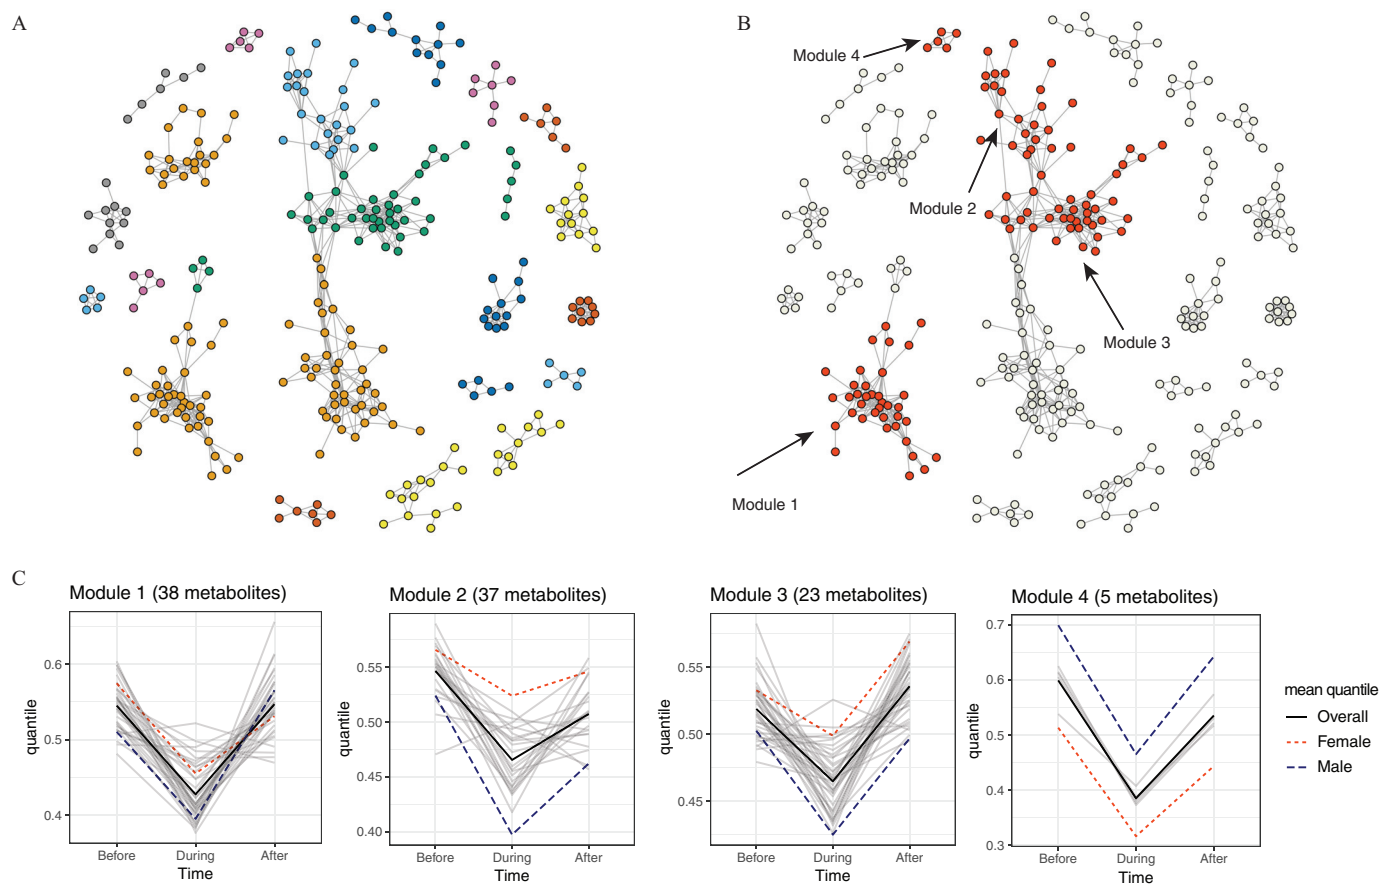 A
B
Module 4
Module 2
Module 3
Module 1
C
Module 1 (38 metabolites)
quantile
0.6
0.5
0.4
Before
During
After
Time
Module 2 (37 metabolites)
quantile
0.55
0.50
0.45
0.40
Before
During
After
Time
Module 3 (23 metabolites)
quantile
0.55
0.50
0.45
Before
During
After
Time
Module 4 (5 metabolites)
quantile
0.7
0.6
0.5
0.4
0.3
Before
During
After
Time
mean quantile
Overall
Female
Male